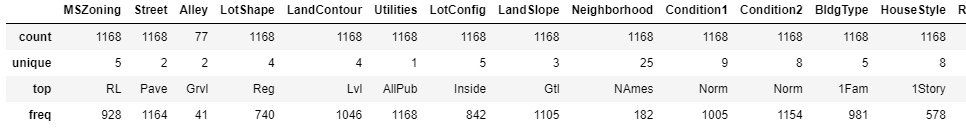 MSZoning Street Alley LotShape LandContour Utilities LotConfig LandSlope Neighborhood Condition1 Condition2 BldgType HouseStyle R
count 1168 1168 77 1168 1168 1168 1168 1168 1168 1168 1168 1168 1168
unique 5 2 2 4 4 1 5 3 25 9 8 5 8
top RL Pave Grvl Reg Lvl AllPub Inside Gtl NAmes Norm Norm 1Fam 1Story
freq 928 1164 41 740 1046 1168 842 1105 182 1005 1154 981 578